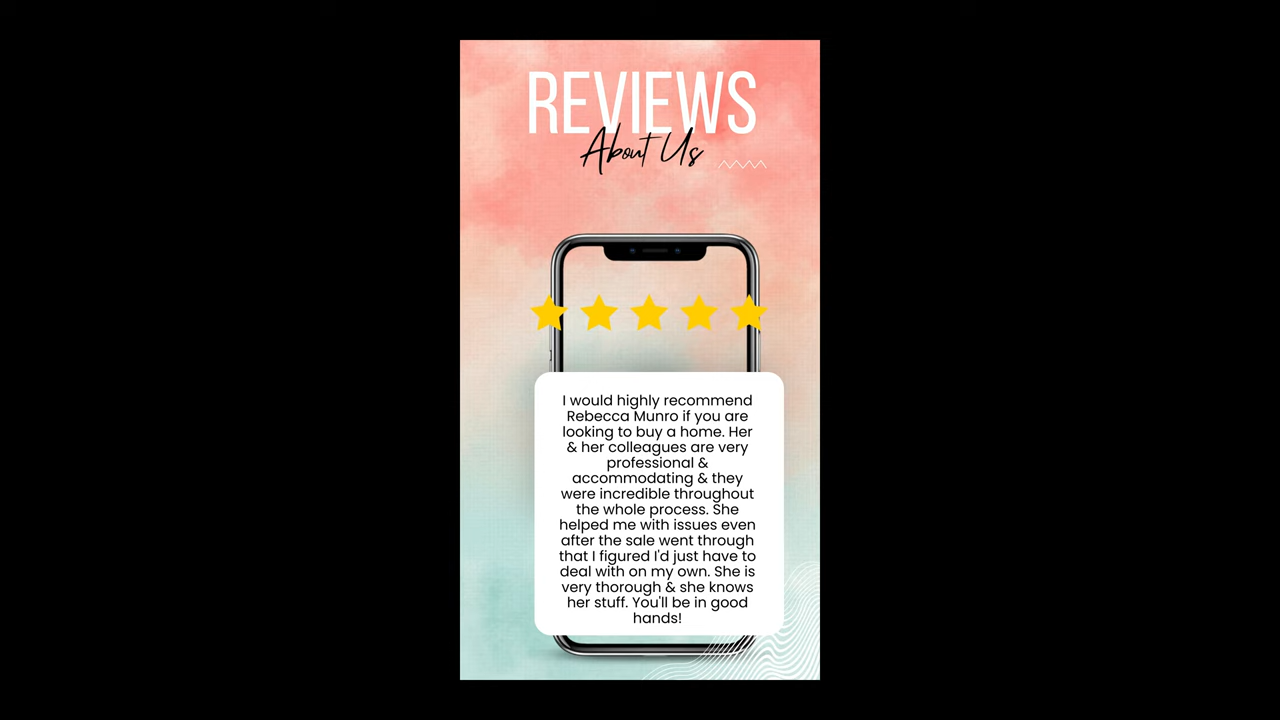 REVIEWS
About Us
I would highly recommend
Rebecca Munro if you are
looking to buy a home. Her
& her colleagues are very
professional &
accommodating & they
were incredible throughout
the whole process. She
helped me with issues even
after the sale went through
that I figured I'd just have to
deal with on my own. She is
very thorough & she knows
her stuff. You'll be in good
hands!